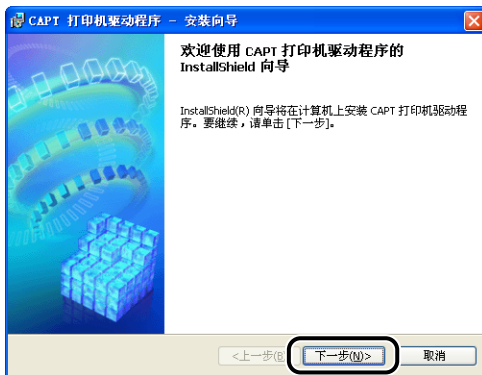 CAPT 打印机驱动程序 - 安装向导
欢迎使用 CAPT 打印机驱动程序的
InstallShield 向导
InstallShield(R) 向导将在计算机上安装 CAPT 打印机驱动程
序。要继续，请单击 [下一步]。
<上一步(B 下一步(N)> 取消